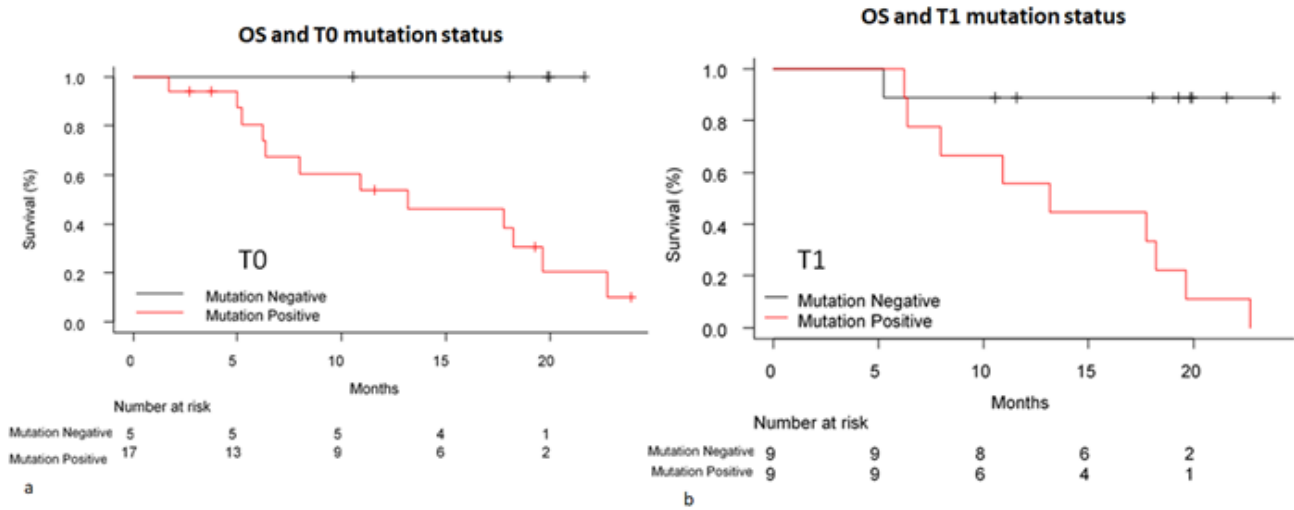 OS and T0 mutation status
Survival (%)
1.0
0.8
0.6
0.4
0.2
0.0
T0
Mutation Negative
Mutation Positive
0 5 10 15 20
Months
Number at risk
Mutation Negative 5 5 5 4 1
Mutation Positive 17 13 9 6 2
a
OS and T1 mutation status
Survival (%)
1.0
0.8
0.6
0.4
0.2
0.0
T1
Mutation Negative
Mutation Positive
0 5 10 15 20
Months
Number at risk
Mutation Negative 9 9 8 6 2
Mutation Positive 9 9 6 4 1
b